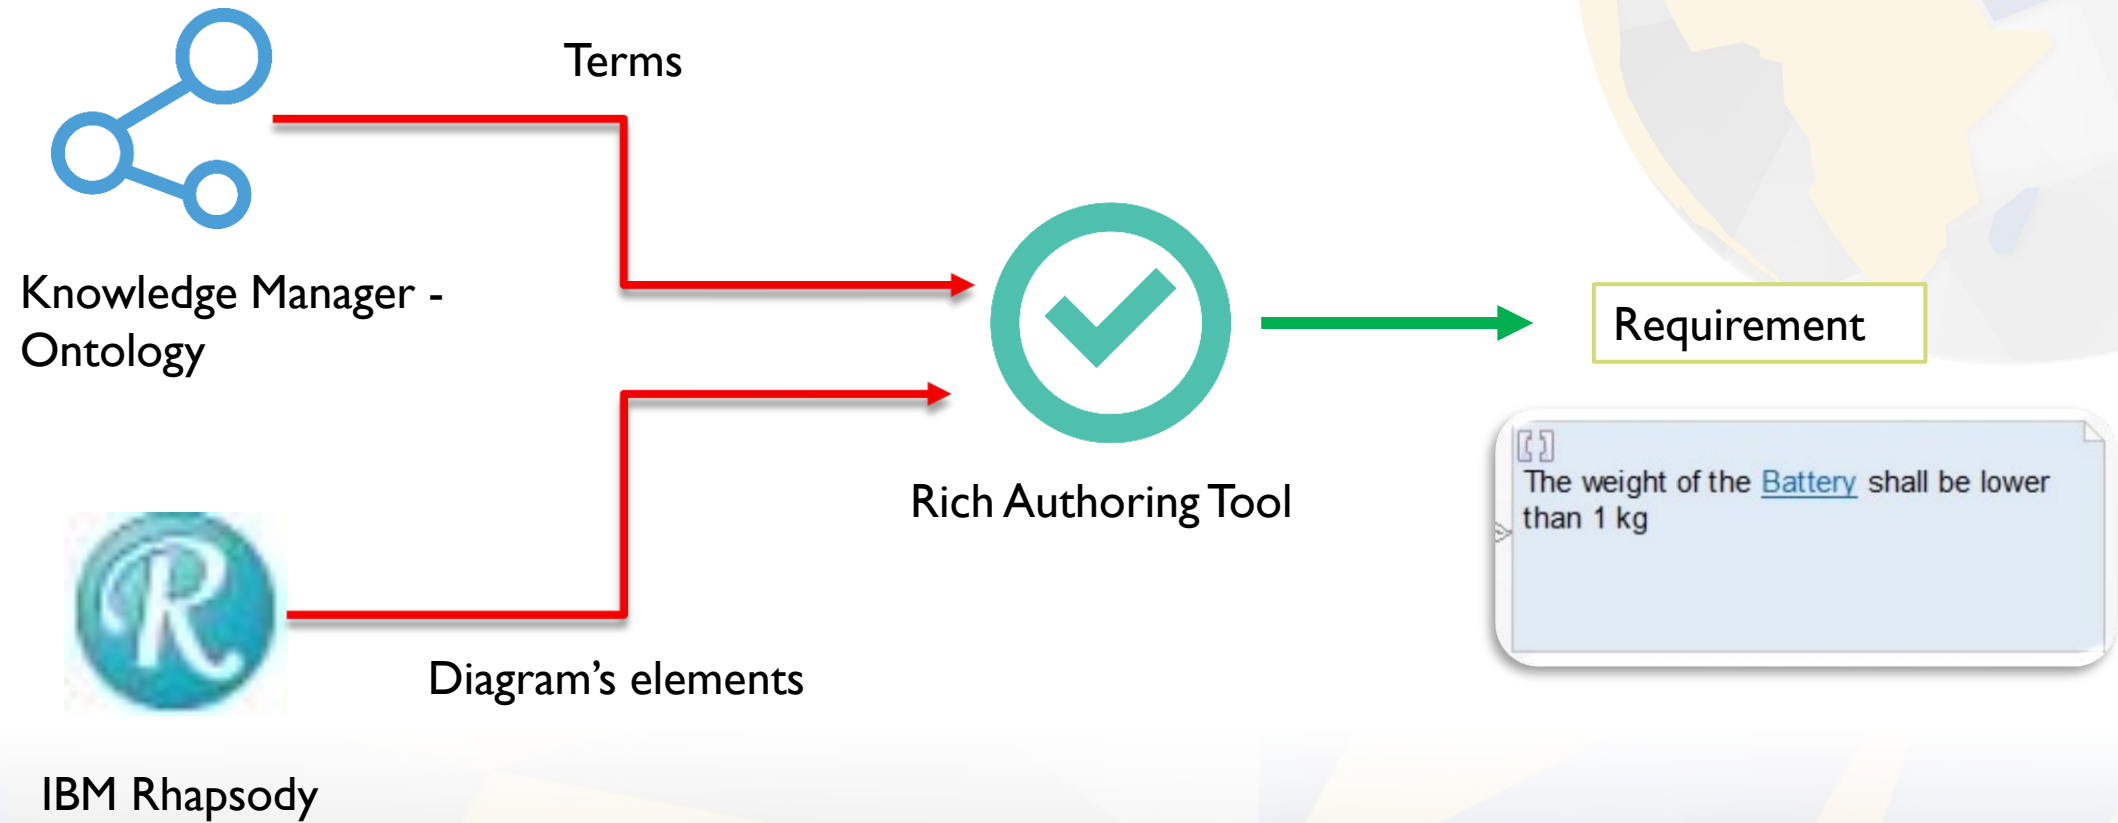 Terms
Knowledge Manager -
Ontology
Requirement
[ ]
The weight of the Battery shall be lower
than 1 kg
Rich Authoring Tool
R
Diagram’s elements
IBM Rhapsody